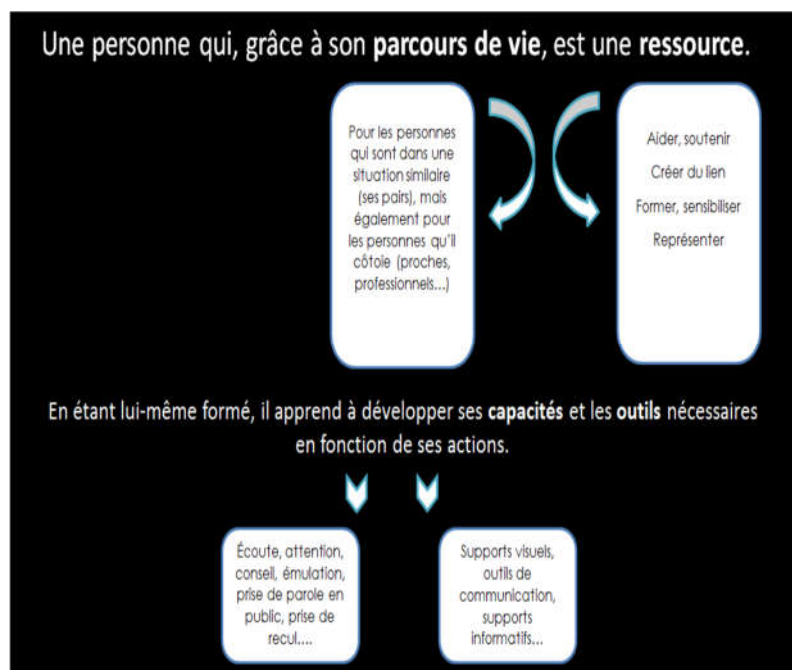 Une personne qui, grâce à son parcours de vie, est une ressource.
Pour les personnes
qui sont dans une
situation similaire
(ses pairs), mais
également pour
les personnes qu'il
côtoie (proches,
professionnels...)
Aider, soutenir
Créer du lien
Former, sensibiliser
Représenter
En étant lui-même formé, il apprend à développer ses capacités et les outils nécessaires
en fonction de ses actions.
Écoute, attention,
conseil, émulation,
prise de parole en
public, prise de
recul....
Supports visuels,
outils de
communication,
supports
informatifs...